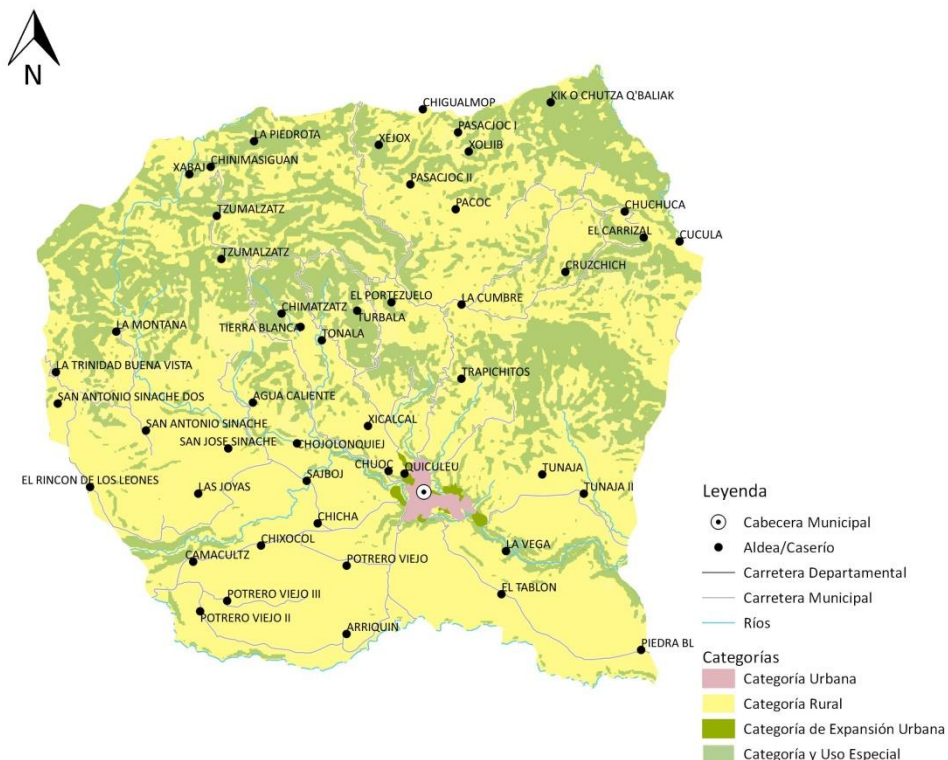 N
CHIGUALMOP
KIK O CHUTZA Q'BALIAK
LA PIEDROTA
XEJOX
PASACJOC I
XOLJIB
XABAJ
CHINIMASIGUAN
PASACJOC II
TZUMALZATZ
PACOC
CHUCHUCA
EL CARRIZAL
CUCULA
TZUMALZATZ
CRUZCHICH
EL PORTEZUELO
LA CUMBRE
CHIMATZATZ
TURBALA
LA MONTANA
TIERRA BLANCA
TONALA
LA TRINIDAD BUENA VISTA
TRAPICHITOS
SAN ANTONIO SINACHE DOS
AGUA CALIENTE
SAN ANTONIO SINACHE
XICALCAL
SAN JOSE SINACHE
CHOJOLONQUIEJ
CHUOC
QUICULEU
TUNAJA
EL RINCON DE LOS LEONES
LAS JOYAS
SAJBOJ
TUNAJA II
CHICHA
CHIXOCOL
LA VEGA
CAMACULTZ
POTRERO VIEJO
EL TABLON
POTRERO VIEJO III
POTRERO VIEJO II
ARRIQUIN
PIEDRA BL
Leyenda
Cabecera Municipal
Aldea/Caserío
Carretera Departamental
Carretera Municipal
Ríos
Categorías
Categoría Urbana
Categoría Rural
Categoría de Expansión Urbana
Categoría y Uso Especial